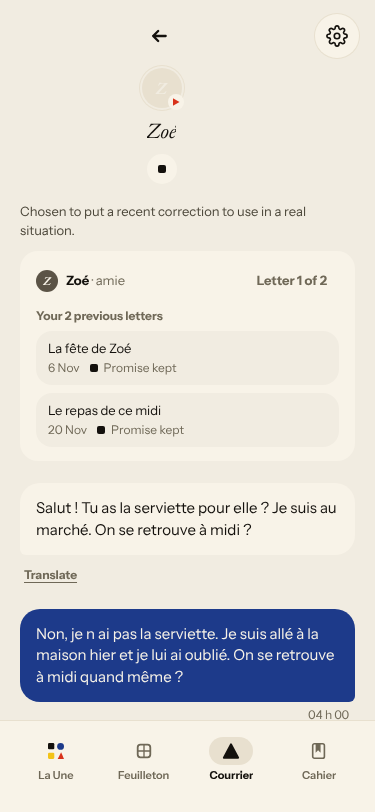 Z
Zoé
Chosen to put a recent correction to use in a real
situation.
Z Zoé · amie Letter 1 of 2
Your 2 previous letters
La fête de Zoé
6 Nov Promise kept
Le repas de ce midi
20 Nov Promise kept
Salut ! Tu as la serviette pour elle ? Je suis au
marché. On se retrouve à midi ?
Translate
Non, je n ai pas la serviette. Je suis allé à la
maison hier et je lui ai oublié. On se retrouve
à midi quand même ?
04 h 00
La Une Feuilleton Courrier Cahier